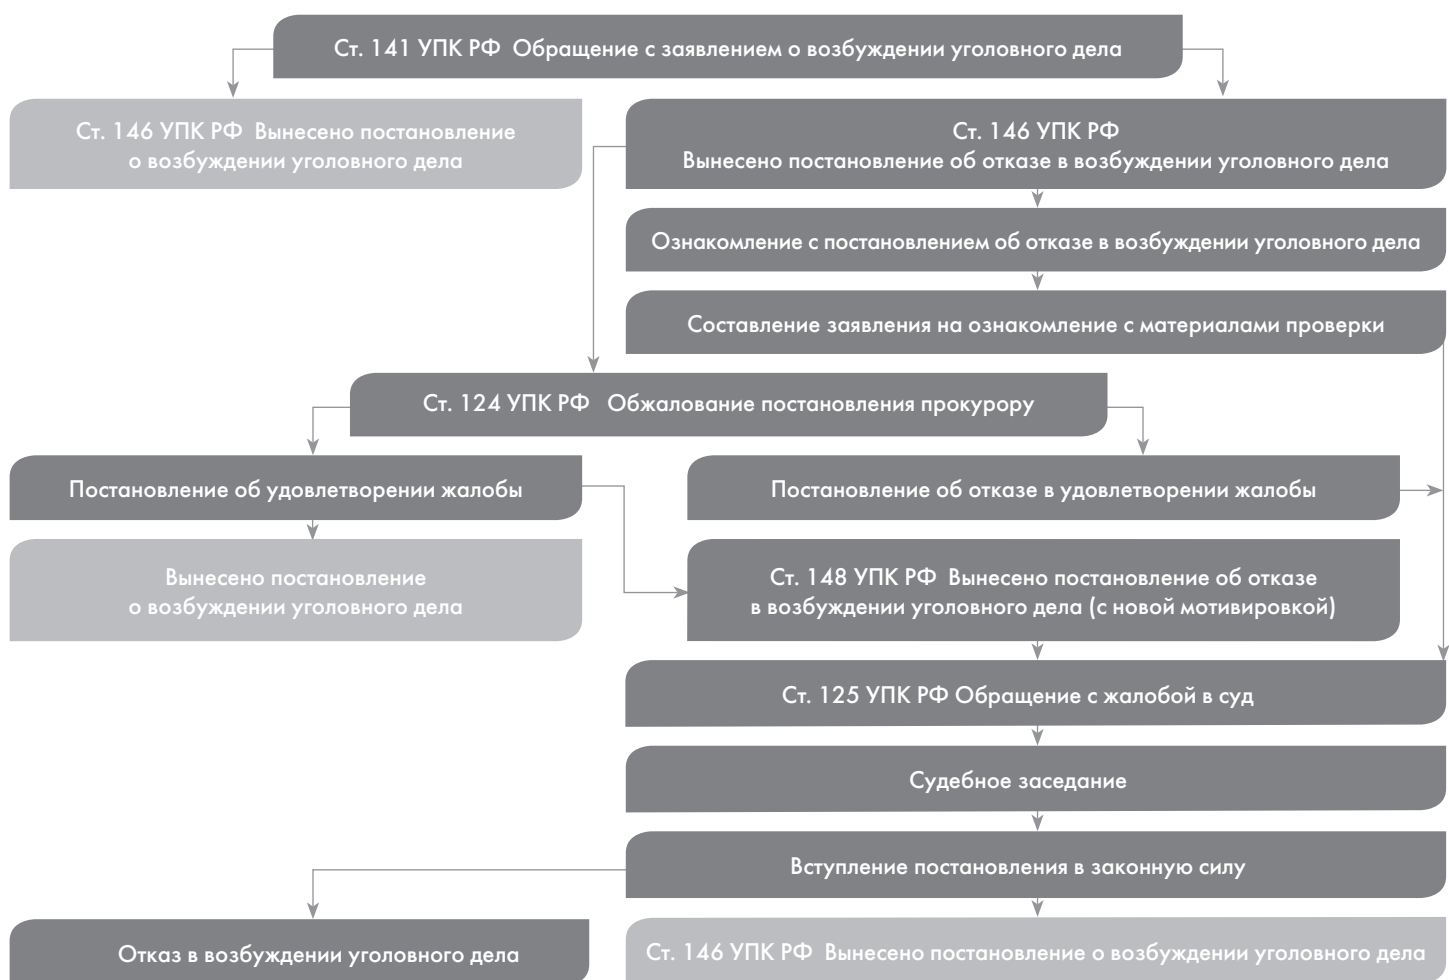 Ст. 141 УПК РФ Обращение с заявлением о возбуждении уголовного дела
Ст. 146 УПК РФ Вынесено постановление
о возбуждении уголовного дела
Ст. 146 УПК РФ
Вынесено постановление об отказе в возбуждении уголовного дела
Ознакомление с постановлением об отказе в возбуждении уголовного дела
Составление заявления на ознакомление с материалами проверки
Ст. 124 УПК РФ Обжалование постановления прокурору
Постановление об удовлетворении жалобы
Постановление об отказе в удовлетворении жалобы
Вынесено постановление
о возбуждении уголовного дела
Ст. 148 УПК РФ Вынесено постановление об отказе
в возбуждении уголовного дела (с новой мотивировкой)
Ст. 125 УПК РФ Обращение с жалобой в суд
Судебное заседание
Вступление постановления в законную силу
Отказ в возбуждении уголовного дела
Ст. 146 УПК РФ Вынесено постановление о возбуждении уголовного дела